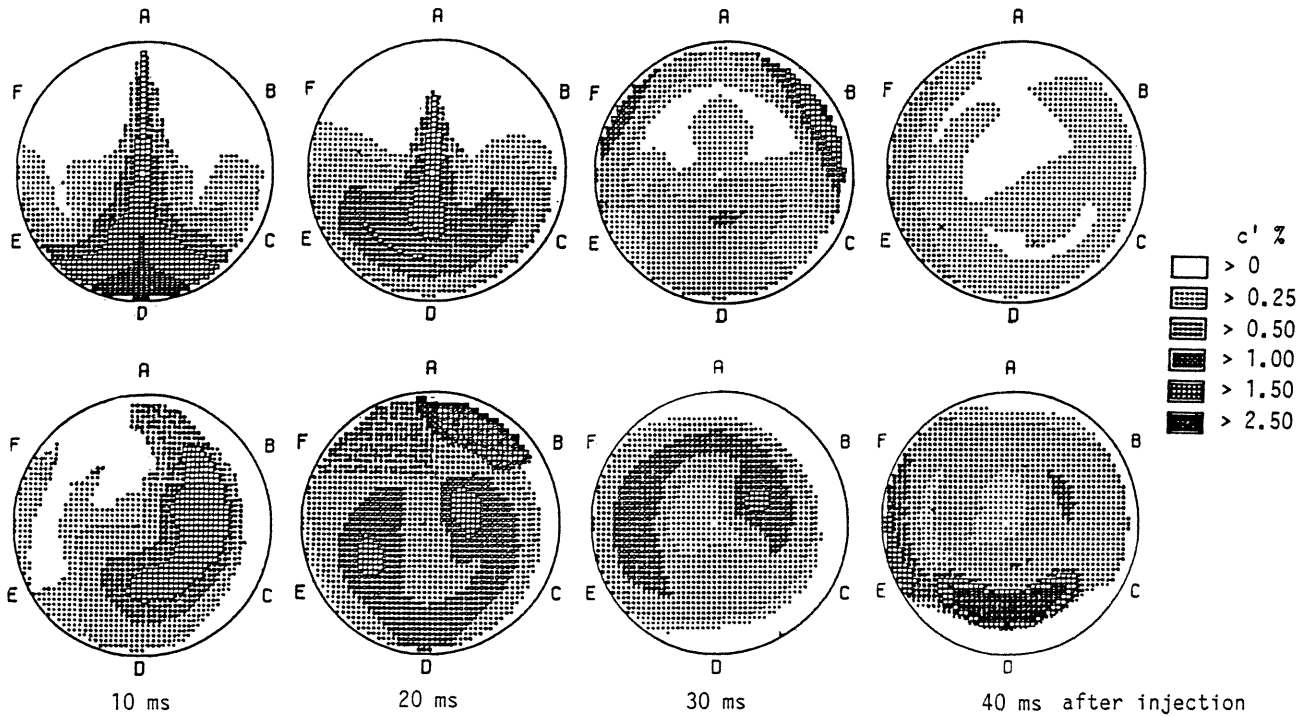 A A A A
F B F B F B F B
E C E C E C E C
D D D D
c' %
> 0
> 0.25
> 0.50
> 1.00
> 1.50
> 2.50
A A A A
F B F B F B F B
E C E C E C E C
D D D D
10 ms 20 ms 30 ms 40 ms after injection